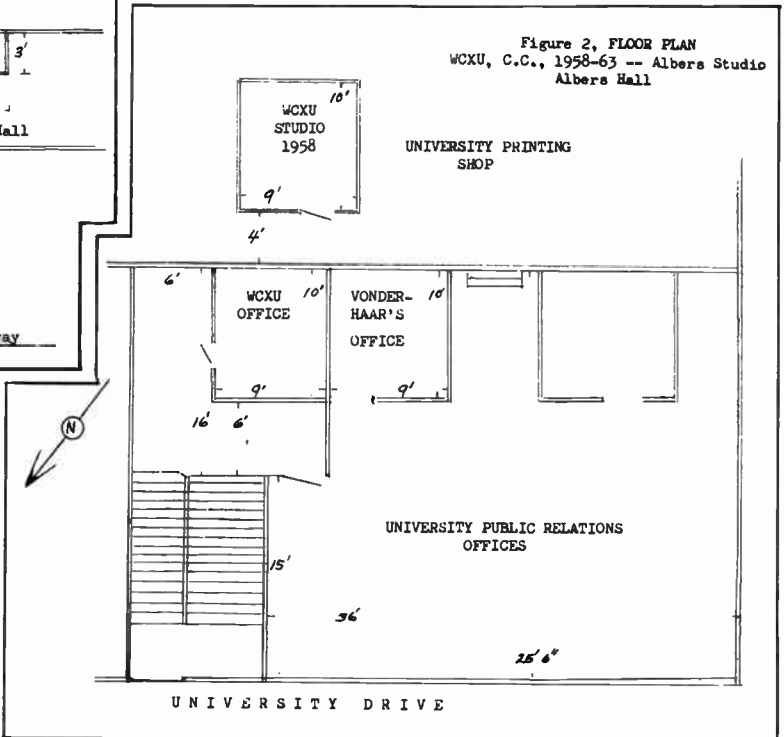 3'
Hall
way
Figure 2, FLOOR PLAN
WCXU, C.C., 1958-63 -- Albers Studio
Albers Hall
WCXU
STUDIO
1958
10'
9'
4'
UNIVERSITY PRINTING
SHOP
6'
WCXU
OFFICE
10'
9'
VONDER-
HAAR'S
OFFICE
10'
9'
N
16'
6'
UNIVERSITY PUBLIC RELATIONS
OFFICES
15'
36'
25' 6"
UNIVERSITY DRIVE